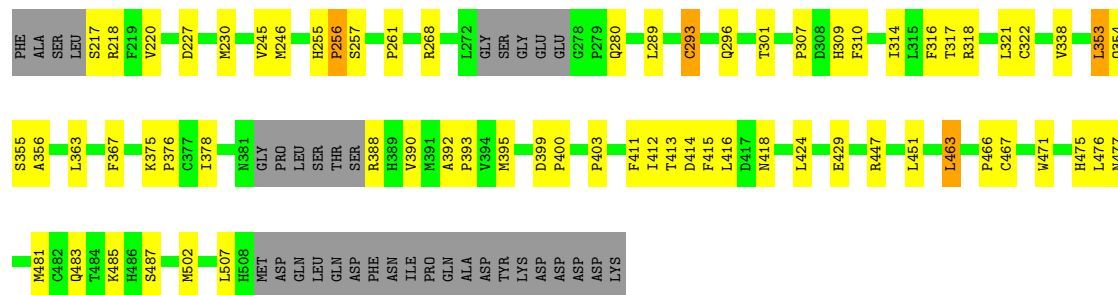 PHE ALA SER LEU S217 R218 F219 V220 D227 M230 V245 M246 H255 P256 S257 P261 R268 L272 GLY SER GLY GLU GLU G278 P279 Q280 L289 C293 Q296 T301 P307 D308 H309 F310 I314 L315 F316 T317 R318 L321 C322 V338 L353
S355 A356 L363 F367 K375 P376 C377 I378 N381 GLY PRO LEU SER THR SER R388 H389 V390 M391 A392 P393 V394 M395 D399 P400 P403 F411 I412 T413 D414 F415 L416 D417 N418 L424 E429 R447 L451 L463 P466 C467 W471 H475 L476
M481 C482 Q483 T484 K485 H486 S487 M502 L507 H508 MET ASP GLN LEU GLN ASP PHE ASN ILE PRO GLN ALA ASP TYR LYS ASP ASP ASP ASP LYS